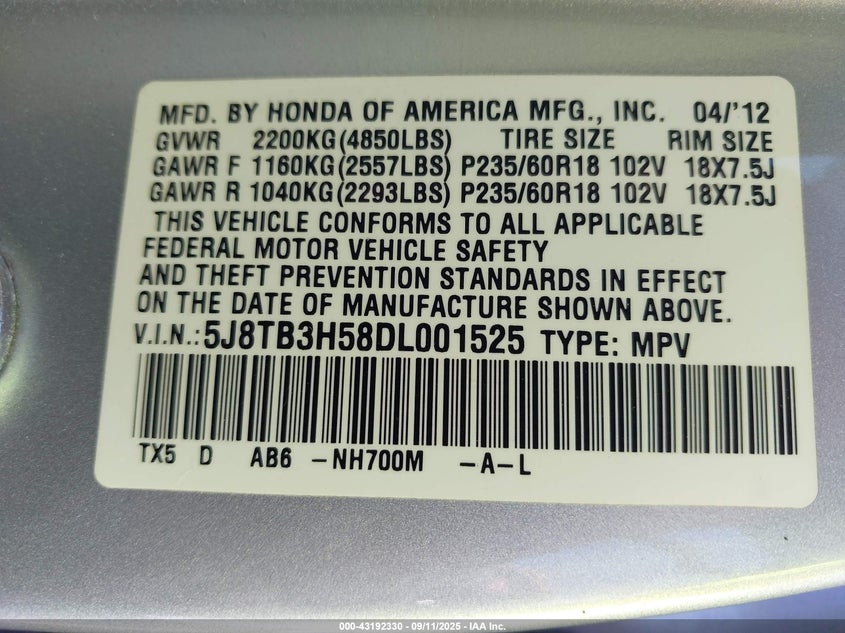 MFD. BY HONDA OF AMERICA MFG., INC. 04/'12
GVWR 2200KG(4850LBS) TIRE SIZE RIM SIZE
GAWR F 1160KG(2557LBS) P235/60R18 102V 18X7.5J
GAWR R 1040KG(2293LBS) P235/60R18 102V 18X7.5J
THIS VEHICLE CONFORMS TO ALL APPLICABLE
FEDERAL MOTOR VEHICLE SAFETY
AND THEFT PREVENTION STANDARDS IN EFFECT
ON THE DATE OF MANUFACTURE SHOWN ABOVE.
V.I.N.: 5J8TB3H58DL001525 TYPE: MPV
TX5 D AB6 -NH700M -A-L
000-43192330 - 09/11/2025 - IAA Inc.